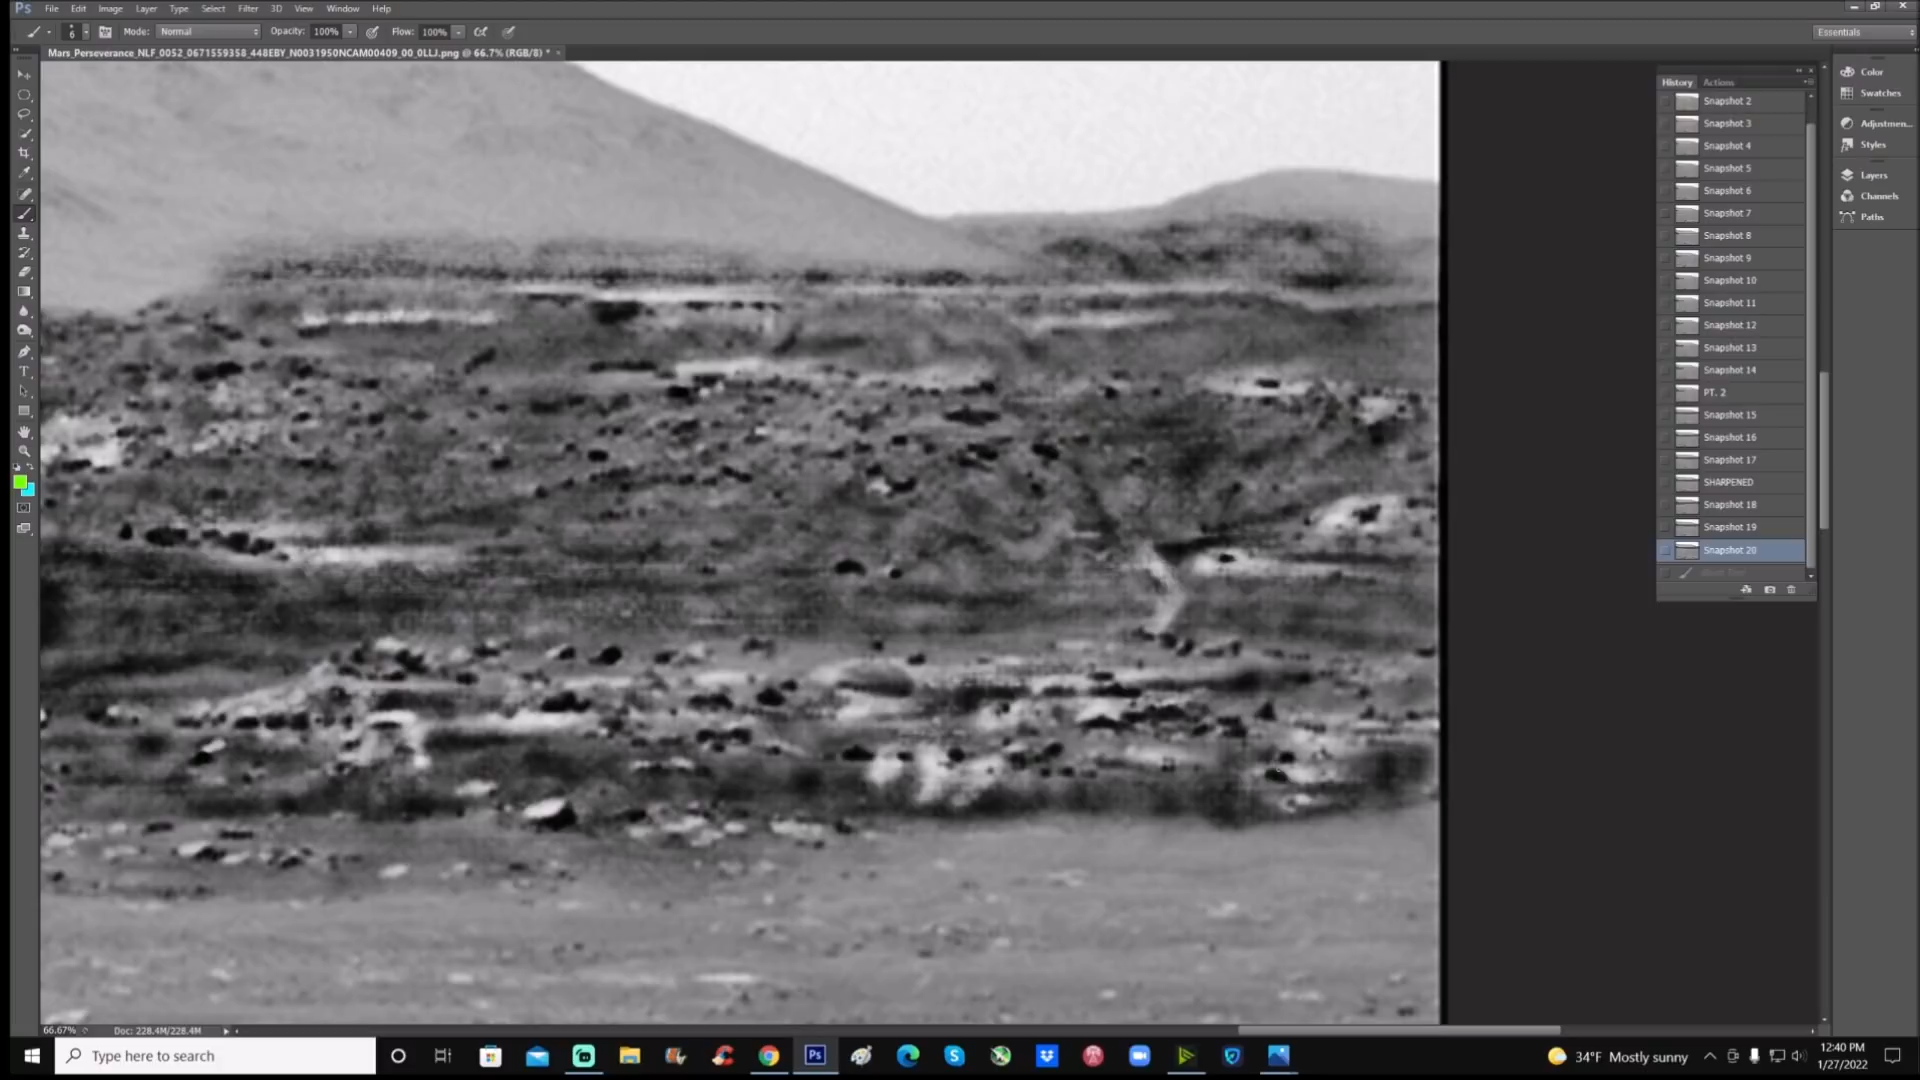 Ps File Edit Image Layer Type Select Filter 3D View Window Help
6 Mode: Normal Opacity: 100% Flow: 100% Essentials
Mars_Perseverance_NLF_0052_0671559358_448EBY_N0031950NCAM00409_00_0LLJ.png @ 66.7% (RGB/8) * ×
History Actions
Snapshot 2
Snapshot 3
Snapshot 4
Snapshot 5
Snapshot 6
Snapshot 7
Snapshot 8
Snapshot 9
Snapshot 10
Snapshot 11
Snapshot 12
Snapshot 13
Snapshot 14
PT. 2
Snapshot 15
Snapshot 16
Snapshot 17
SHARPENED
Snapshot 18
Snapshot 19
Snapshot 20
Color
Swatches
Adjustmen...
Styles
Layers
Channels
Paths
66.67% Doc: 228.4M/228.4M
Type here to search
Ps
34°F Mostly sunny
12:40 PM
1/27/2022